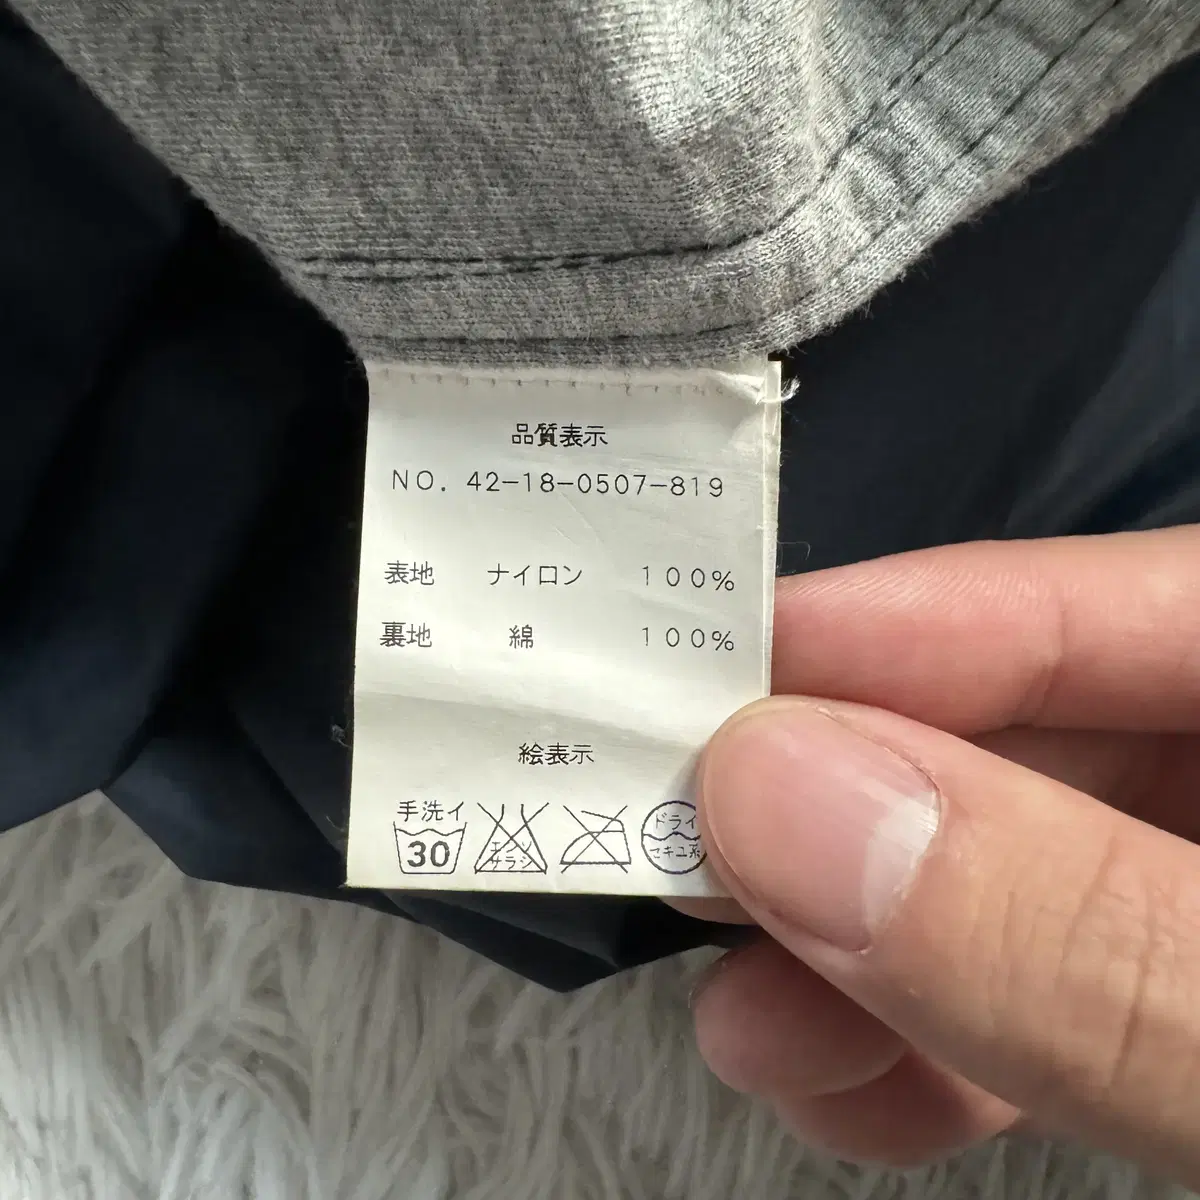 品質表示
NO. 42-18-0507-819
表地 ナイロン 100%
裏地 綿 100%
絵表示
手洗イ
30
エンソ
サラシ
ドライ
セキユ系